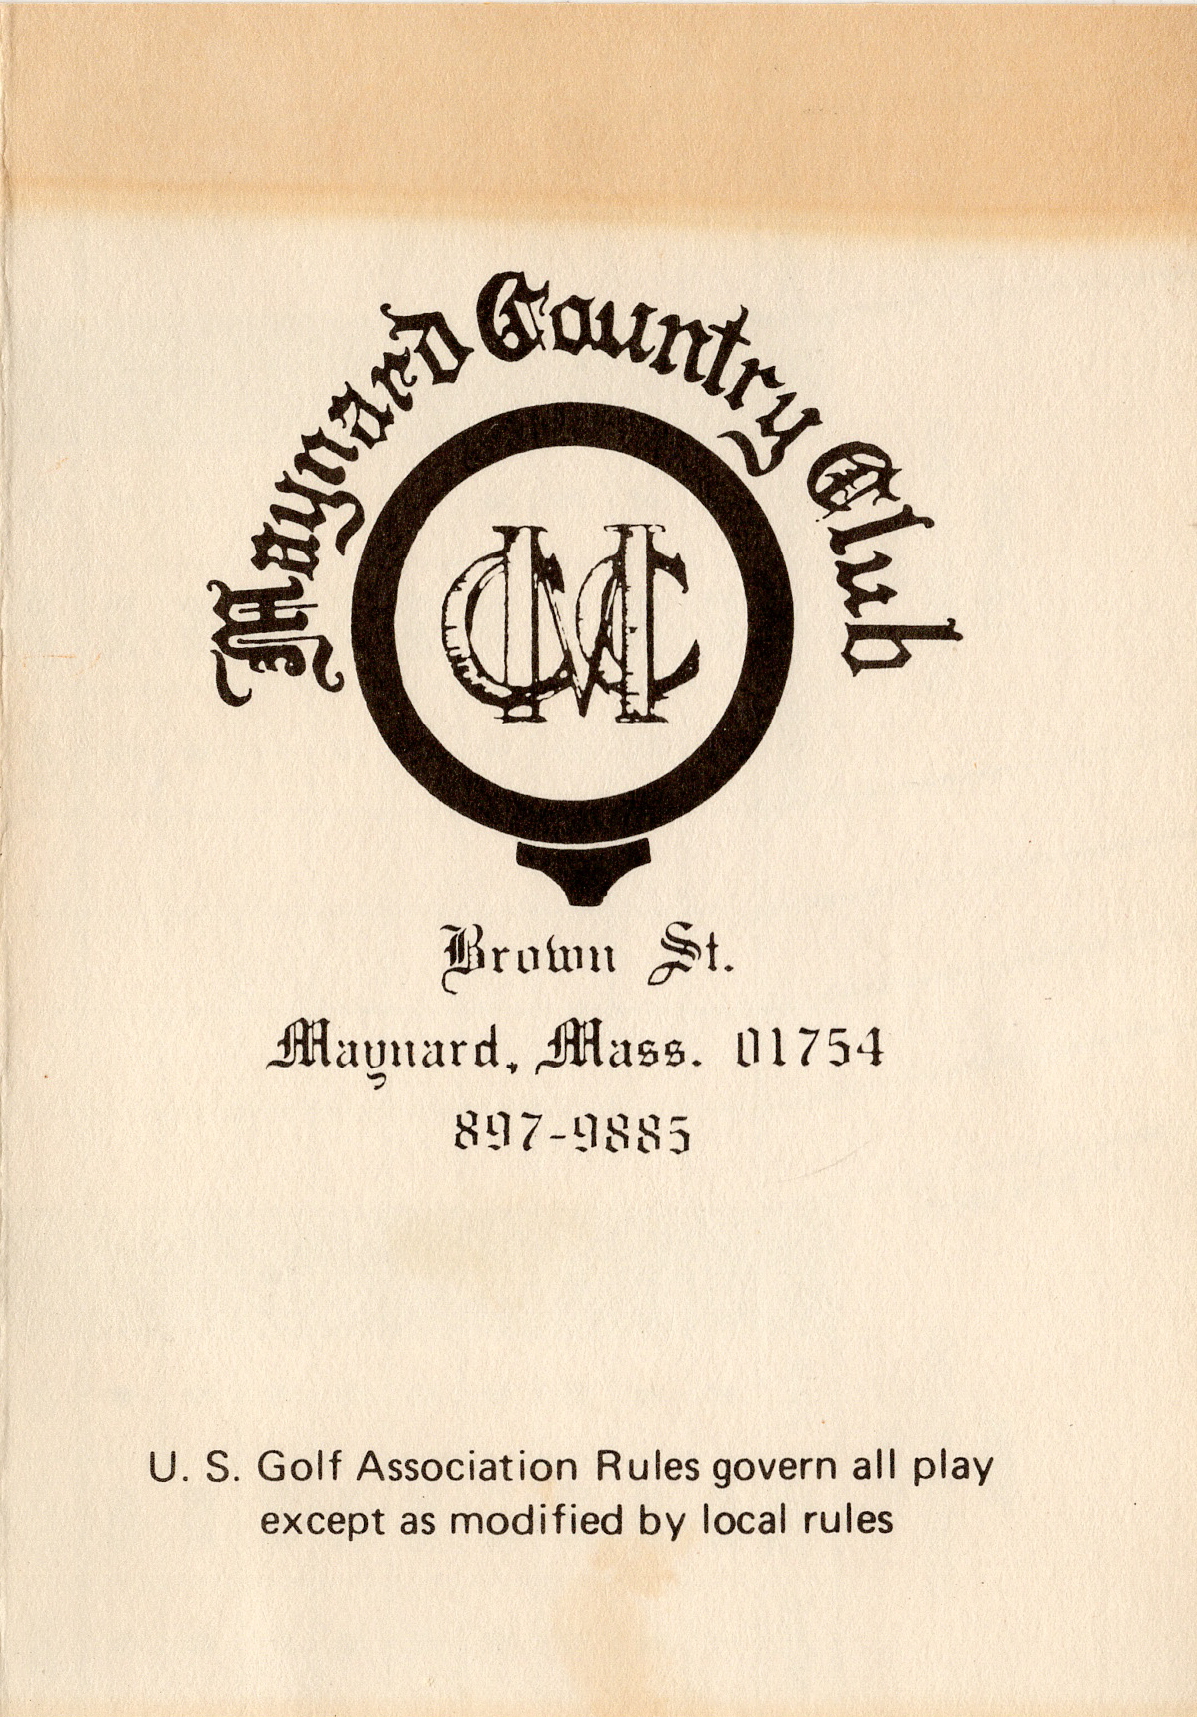 Maynard Country Club
MCC
Brown St.
Maynard, Mass. 01754
897-9885
U. S. Golf Association Rules govern all play
except as modified by local rules